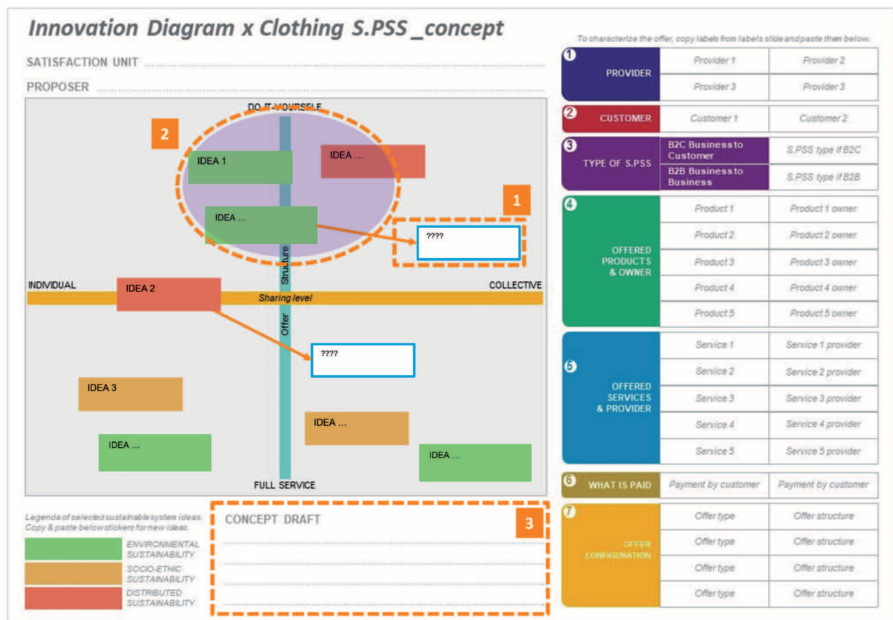 Innovation Diagram x Clothing S.PSS _concept
SATISFACTION UNIT
PROPOSER
DO IT-YOURSELF
2
IDEA 1
IDEA ...
IDEA ...
1
????
Structure
INDIVIDUAL
IDEA 2
Sharing level
COLLECTIVE
Offer
????
IDEA 3
IDEA ...
IDEA ...
IDEA ...
FULL SERVICE
Legenda of selected sustainable system ideas.
Copy & paste below stickers for new ideas.
ENVIRONMENTAL
SUSTAINABILITY
SOCIO-ETHIC
SUSTAINABILITY
DISTRIBUTED
SUSTAINABILITY
CONCEPT DRAFT
3
To characterize the offer, copy labels from labels slide and paste them below.
1
PROVIDER
Provider 1
Provider 2
Provider 3
Provider 3
2
CUSTOMER
Customer 1
Customer 2
3
TYPE OF S.PSS
B2C Business to
Customer
S.PSS type if B2C
B2B Business to
Business
S.PSS type if B2B
4
OFFERED
PRODUCTS
& OWNER
Product 1
Product 1 owner
Product 2
Product 2 owner
Product 3
Product 3 owner
Product 4
Product 4 owner
Product 5
Product 5 owner
5
OFFERED
SERVICES
& PROVIDER
Service 1
Service 1 provider
Service 2
Service 2 provider
Service 3
Service 3 provider
Service 4
Service 4 provider
Service 5
Service 5 provider
6
WHAT IS PAID
Payment by customer
Payment by customer
7
OFFER
CONFIGURATION
Offer type
Offer structure
Offer type
Offer structure
Offer type
Offer structure
Offer type
Offer structure